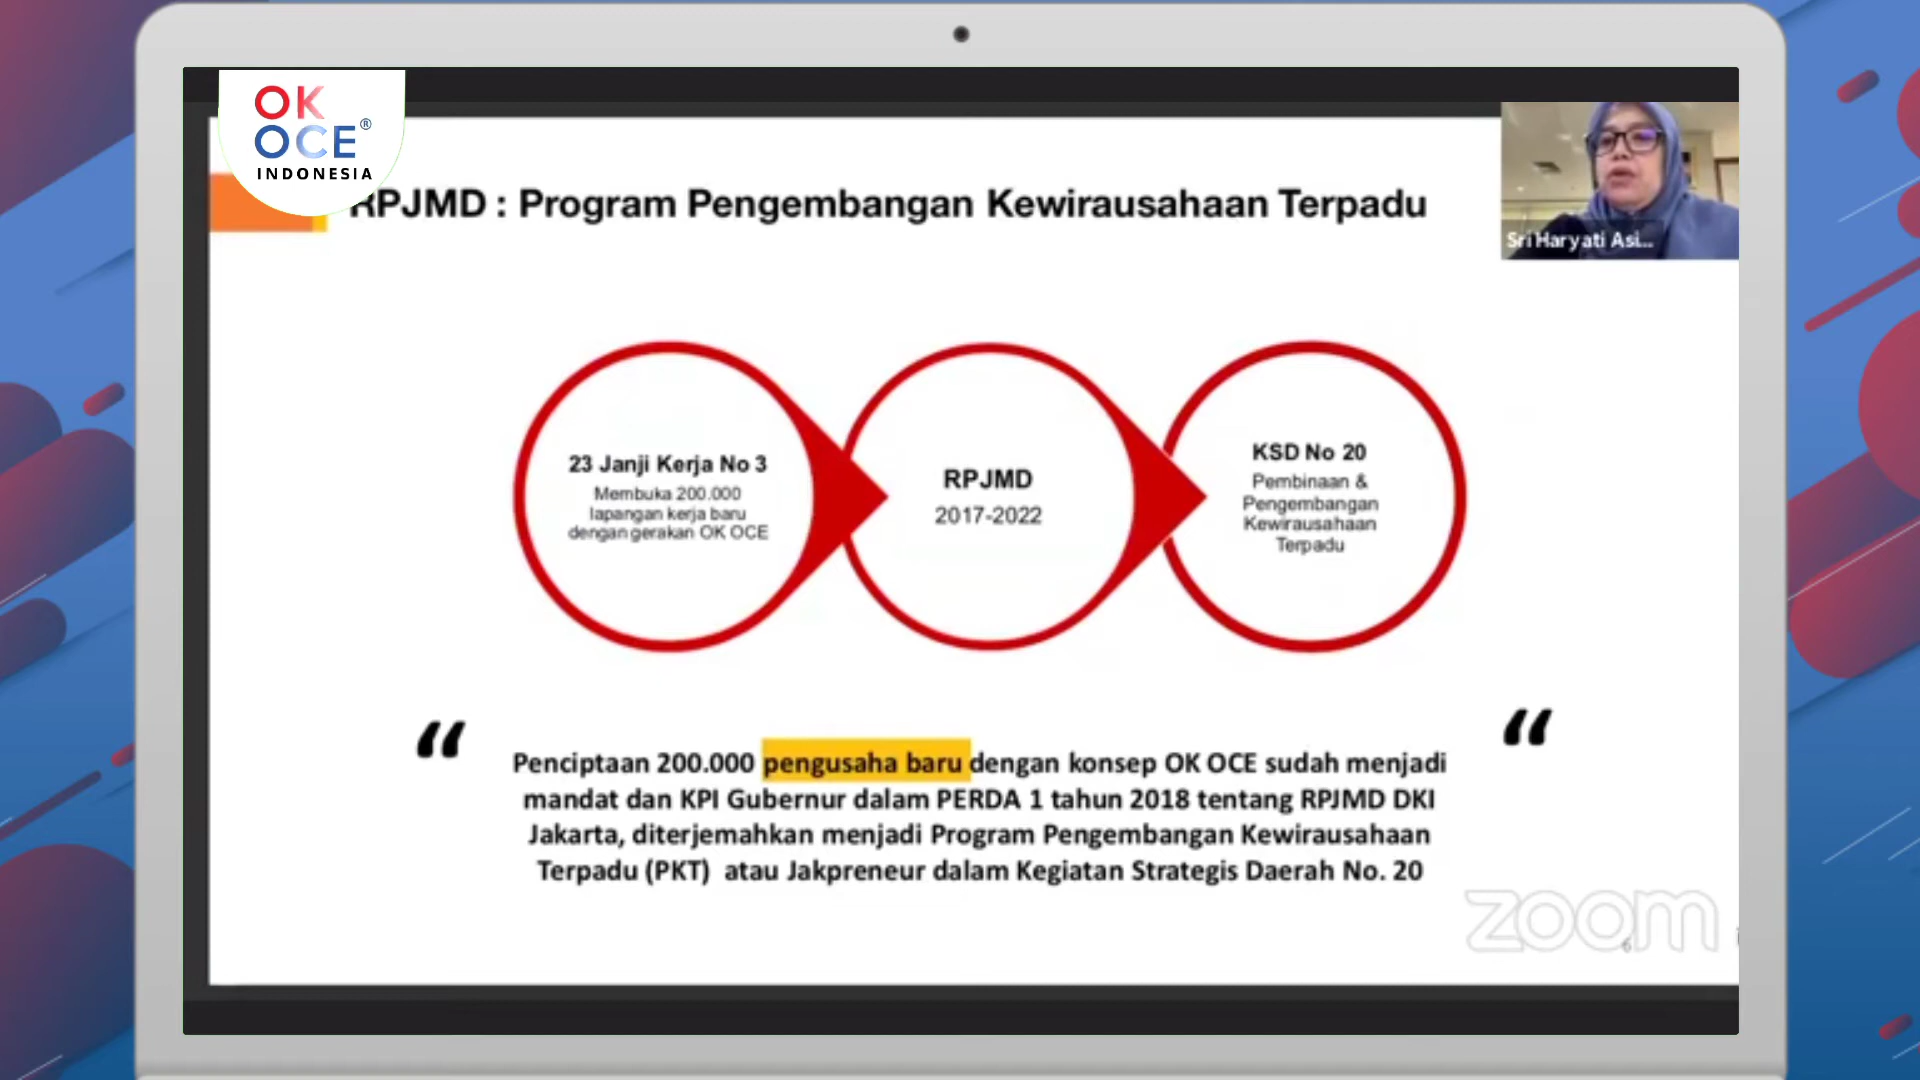 OK
OCE®
INDONESIA
RPJMD : Program Pengembangan Kewirausahaan Terpadu
Sri Haryati Asi...
23 Janji Kerja No 3
Membuka 200.000
lapangan kerja baru
dengan gerakan OK OCE
RPJMD
2017-2022
KSD No 20
Pembinaan &
Pengembangan
Kewirausahaan
Terpadu
“
“
Penciptaan 200.000 pengusaha baru dengan konsep OK OCE sudah menjadi
mandat dan KPI Gubernur dalam PERDA 1 tahun 2018 tentang RPJMD DKI
Jakarta, diterjemahkan menjadi Program Pengembangan Kewirausahaan
Terpadu (PKT) atau Jakpreneur dalam Kegiatan Strategis Daerah No. 20
zoom
6